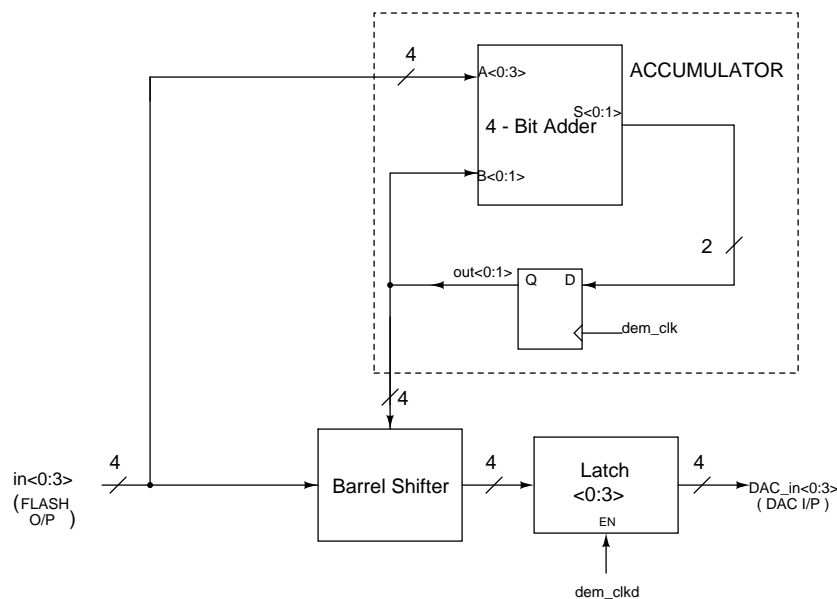 4
A<0:3>
ACCUMULATOR
S<0:1>
4 - Bit Adder
B<0:1>
2
out<0:1>
Q
D
dem_clk
4
in<0:3>
(FLASH
O/P)
4
Barrel Shifter
4
Latch
<0:3>
EN
4
DAC_in<0:3>
( DAC I/P )
dem_clkd